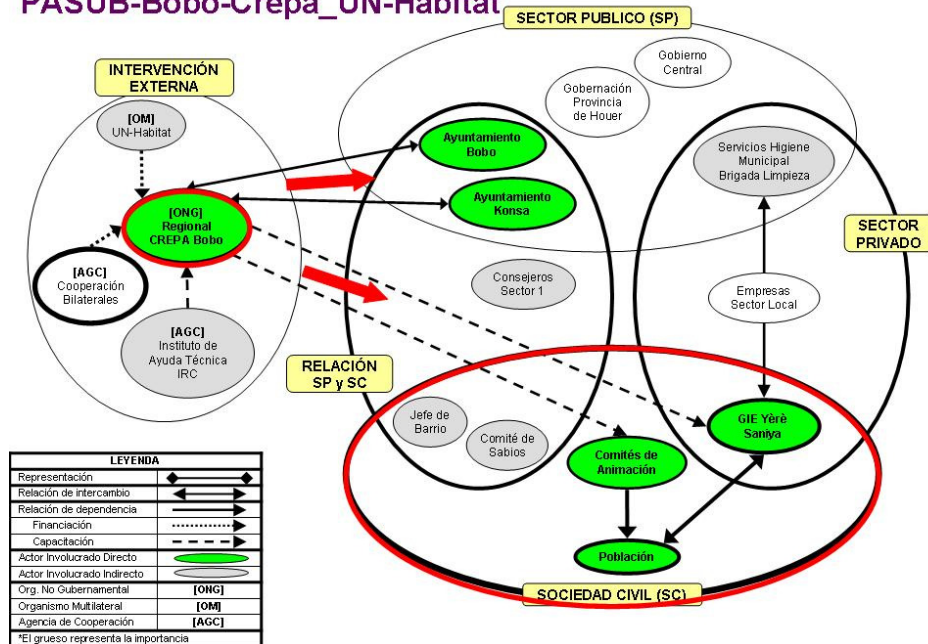 PASUB-Bobo-Crepa_UN-Habitat
SECTOR PUBLICO (SP)
Gobierno
Central
Gobernación
Provincia
de Houer
INTERVENCIÓN
EXTERNA
[OM]
UN-Habitat
Ayuntamiento
Bobo
Servicios Higiene
Municipal
Brigada Limpieza
[ONG]
Regional
CREPA Bobo
Ayuntamiento
Konsa
SECTOR
PRIVADO
[AGC]
Cooperación
Bilaterales
Consejeros
Sector 1
Empresas
Sector Local
[AGC]
Instituto de
Ayuda Técnica
IRC
RELACIÓN
SP y SC
Jefe de
Barrio
Comité de
Sabios
Comités de
Animación
GIE Yèrè
Saniya
Población
SOCIEDAD CIVIL (SC)
LEYENDA
Representación
Relación de intercambio
Relación de dependencia
Financiación
Capacitación
Actor Involucrado Directo
Actor Involucrado Indirecto
Org. No Gubernamental [ONG]
Organismo Multilateral [OM]
Agencia de Cooperación [AGC]
*El grueso representa la importancia